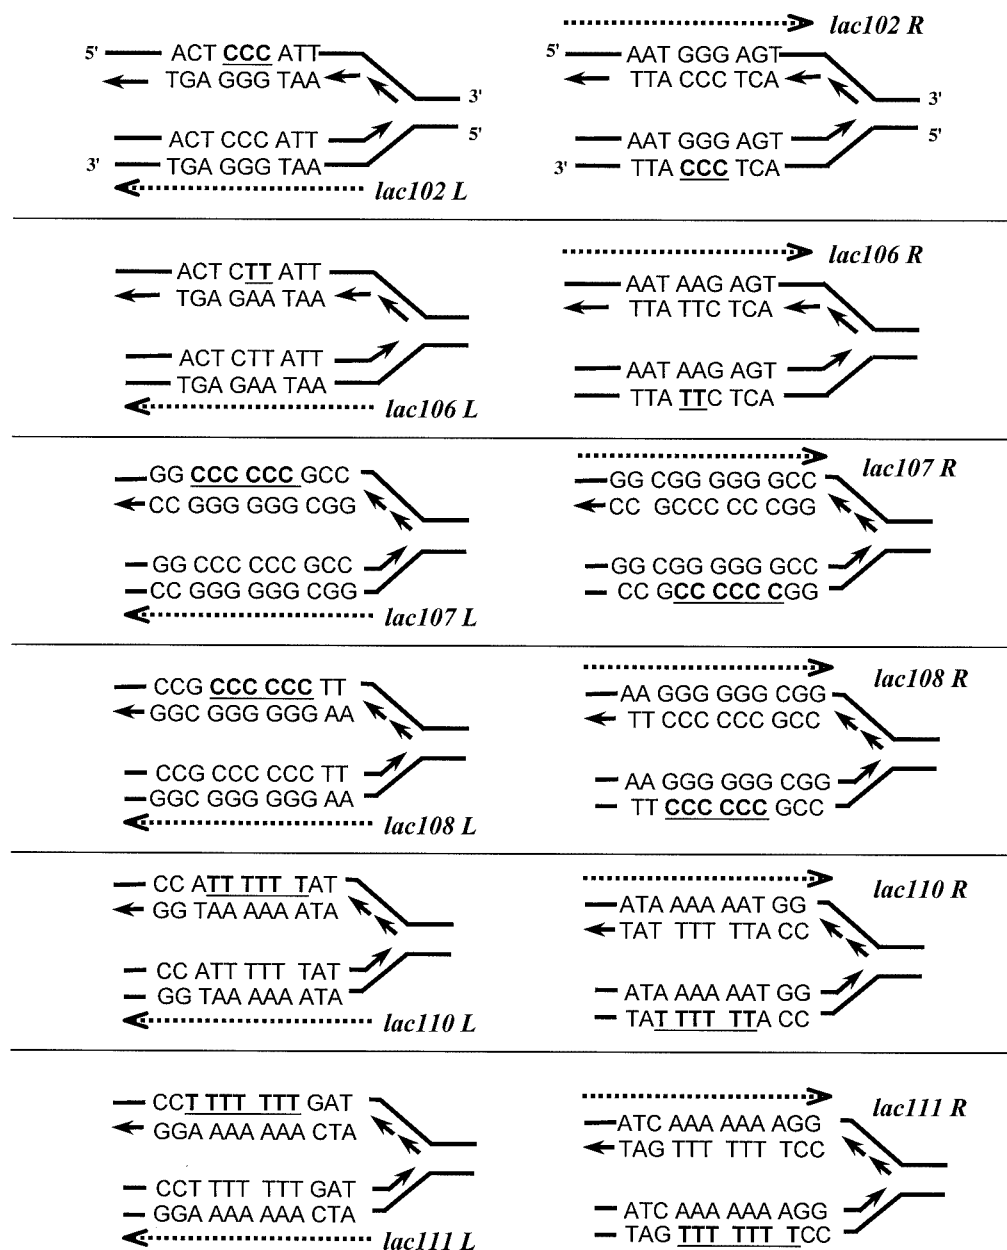 5' ACT CCC ATT
TGA GGG TAA
3'
5'
ACT CCC ATT
3' TGA GGG TAA
lac102 L
lac102 R
5' AAT GGG AGT
TTA CCC TCA
3'
5'
AAT GGG AGT
3' TTA CCC TCA
ACT CTT ATT
TGA GAA TAA
ACT CTT ATT
TGA GAA TAA
lac106 L
lac106 R
AAT AAG AGT
TTA TTC TCA
AAT AAG AGT
TTA TTC TCA
GG CCC CCC GCC
CC GGG GGG CGG
GG CCC CCC GCC
CC GGG GGG CGG
lac107 L
lac107 R
GG CGG GGG GCC
CC GCCC CC CGG
GG CGG GGG GCC
CC GCC CCC CGG
CCG CCC CCC TT
GGC GGG GGG AA
CCG CCC CCC TT
GGC GGG GGG AA
lac108 L
lac108 R
AA GGG GGG CGG
TT CCC CCC GCC
AA GGG GGG CGG
TT CCC CCC GCC
CC ATT TTT TAT
GG TAA AAA ATA
CC ATT TTT TAT
GG TAA AAA ATA
lac110 L
lac110 R
ATA AAA AAT GG
TAT TTT TTA CC
ATA AAA AAT GG
TAT TTT TTA CC
CCT TTT TTT GAT
GGA AAA AAA CTA
CCT TTT TTT GAT
GGA AAA AAA CTA
lac111 L
lac111 R
ATC AAA AAA AGG
TAG TTT TTT TCC
ATC AAA AAA AGG
TAG TTT TTT TCC